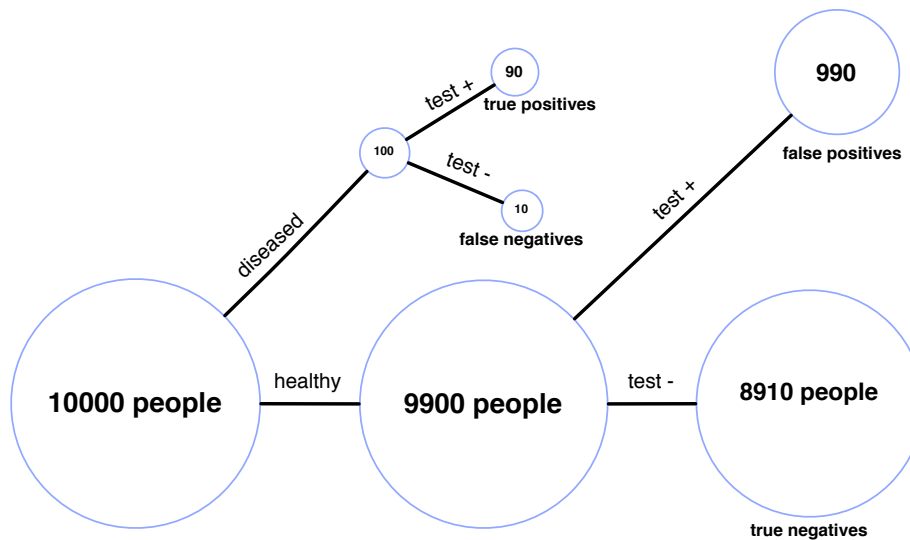 90
test +
true positives
990
false positives
100
test -
10
false negatives
test +
diseased
10000 people
healthy
9900 people
test -
8910 people
true negatives